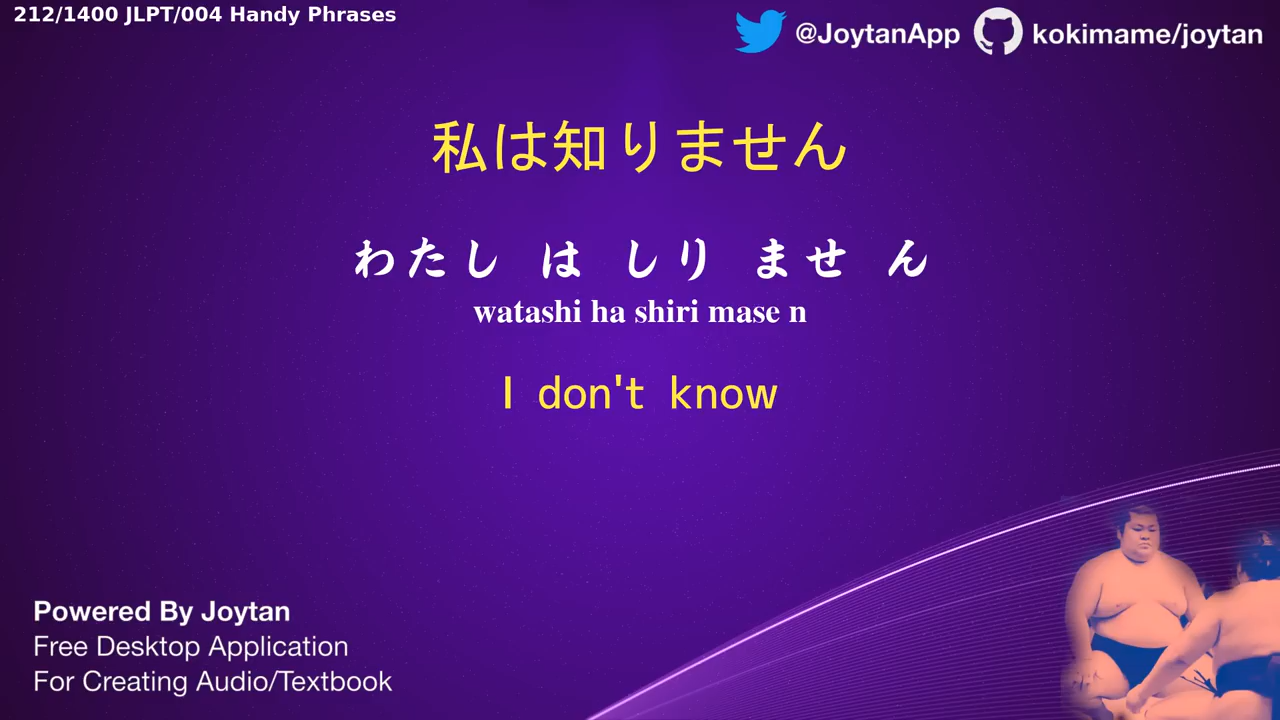 212/1400 JLPT/004 Handy Phrases
@JoytanApp kokimame/joytan
私は知りません
わたし は しり ませ ん
watashi ha shiri mase n
I don't know
Powered By Joytan
Free Desktop Application
For Creating Audio/Textbook